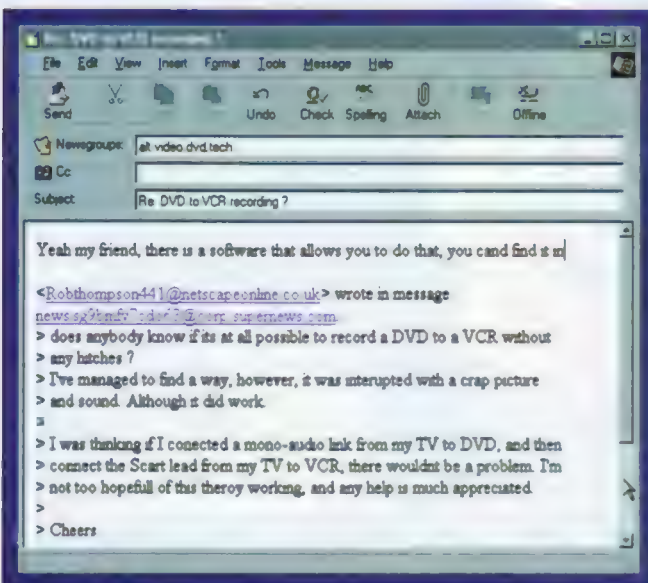 Re: DVD to VCR recording ?
File Edit View Insert Format Tools Message Help
Send Undo Check Spelling Attach Offline
Newsgroups: alt.video.dvd.tech
Cc
Subject: Re: DVD to VCR recording ?
Yeah my friend, there is a software that allows you to do that, you cand find it in
<Robthompson441@netscapeonline.co.uk> wrote in message
> does anybody know if its at all possible to record a DVD to a VCR without
> any hitches ?
> I've managed to find a way, however, it was interupted with a crap picture
> and sound. Although it did work.
>
> I was thinking if I conected a mono-audio link from my TV to DVD, and then
> connect the Scart lead from my TV to VCR, there wouldnt be a problem. I'm
> not too hopefull of this theroy working, and any help is much appreciated.
>
> Cheers